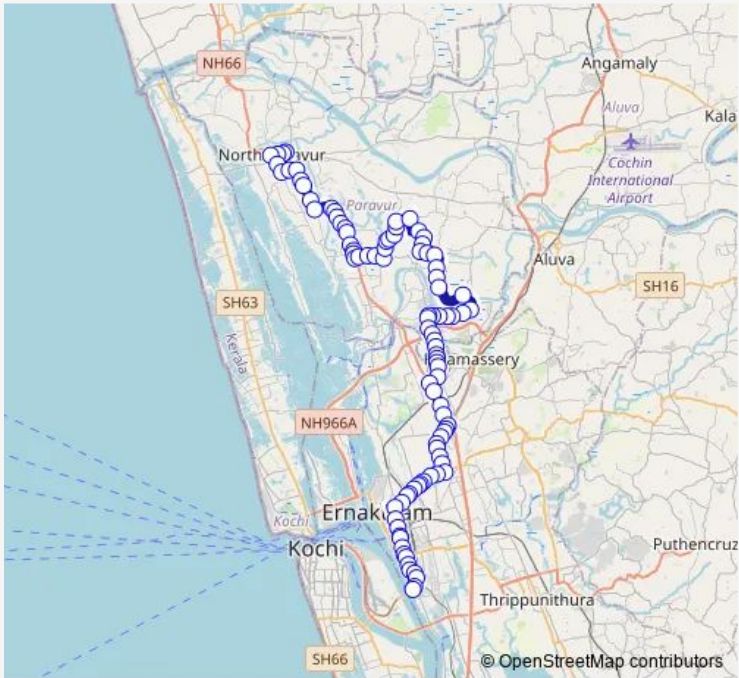 NH66
Angamaly
Aluva
Kala
North
avur
Cochin
International
Airport
Paravur
Aluva
SH16
SH63
Kerala
amassery
NH966A
Kochi
Ernak
am
Kochi
Puthencruz
Thrippunithura
SH66
© OpenStreetMap contributors